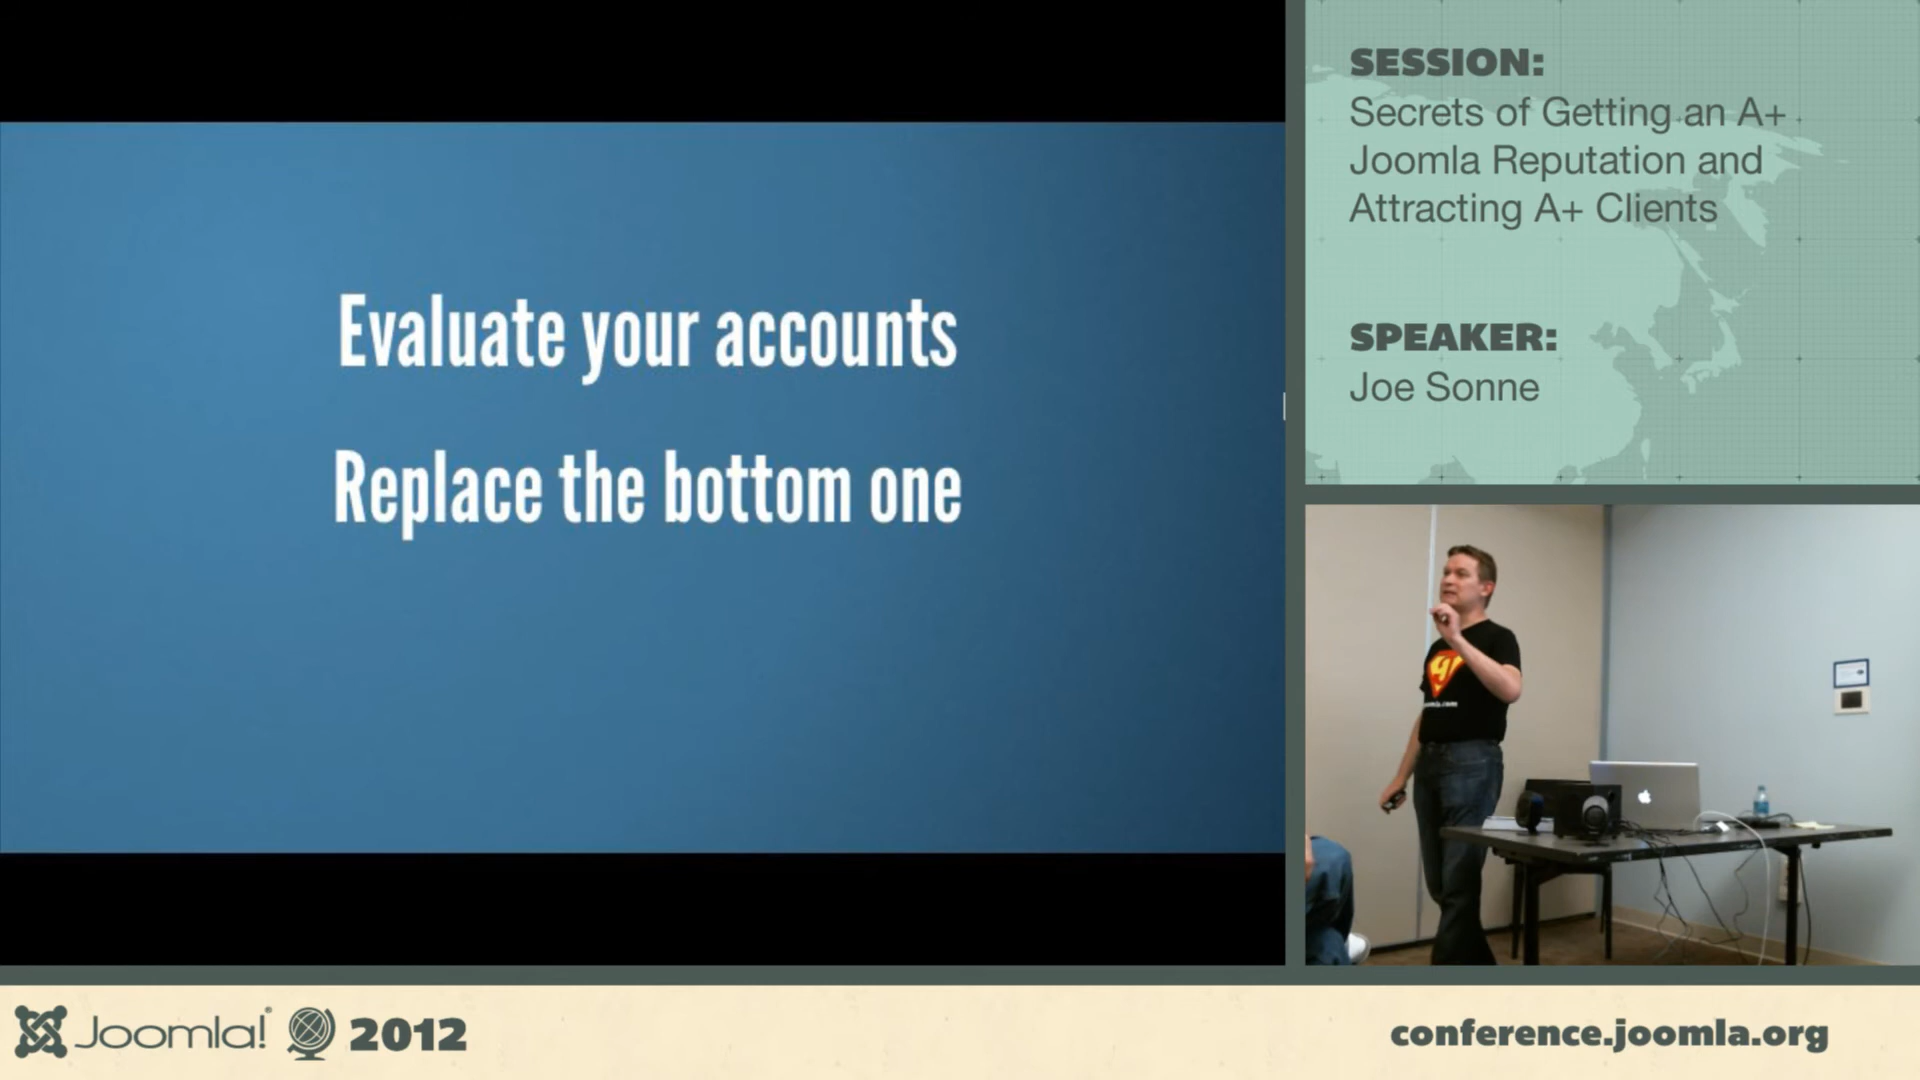 Evaluate your accounts
Replace the bottom one
SESSION:
Secrets of Getting an A+
Joomla Reputation and
Attracting A+ Clients
SPEAKER:
Joe Sonne
Joomla!® 2012
conference.joomla.org